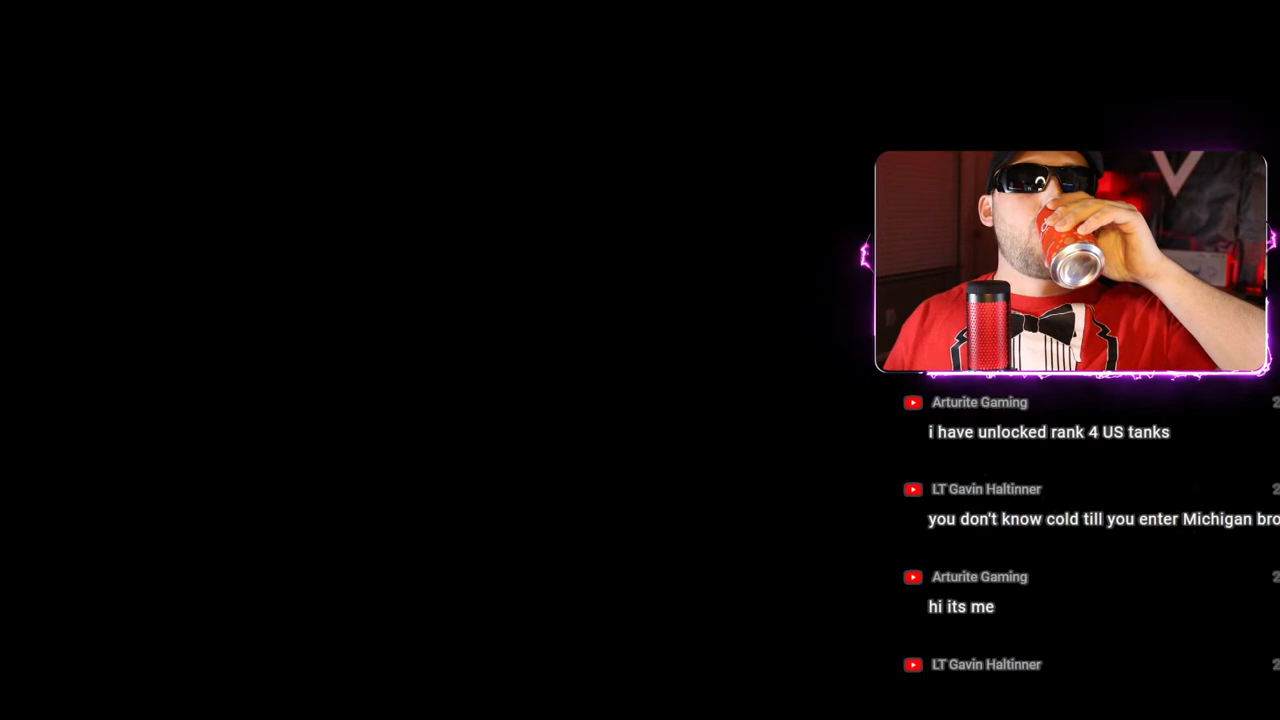 Arturite Gaming
i have unlocked rank 4 US tanks
LT Gavin Haltinner
you don't know cold till you enter Michigan bro
Arturite Gaming
hi its me
LT Gavin Haltinner